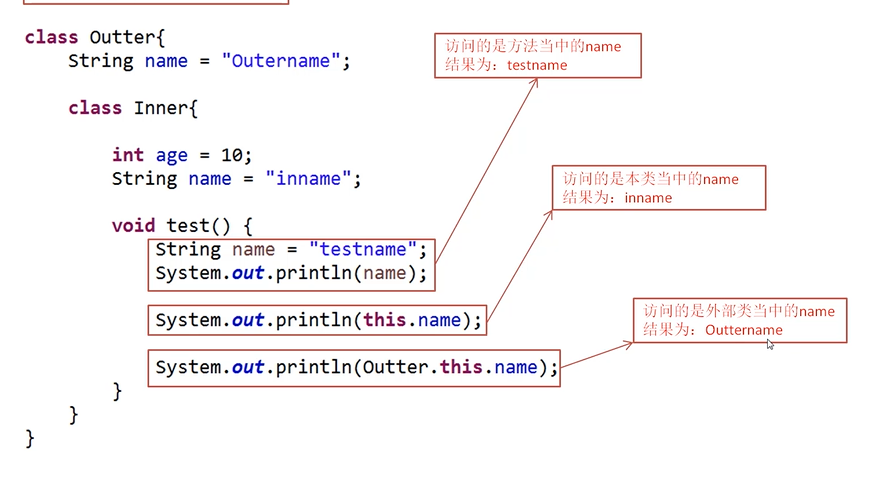 class Outter{
String name = "Outername";
访问的是方法当中的name
结果为：testname
class Inner{
int age = 10;
String name = "inname";
访问的是本类当中的name
结果为：inname
void test() {
String name = "testname";
System.out.println(name);
System.out.println(this.name);
访问的是外部类当中的name
结果为：Outtername
System.out.println(Outter.this.name);
}
}
}